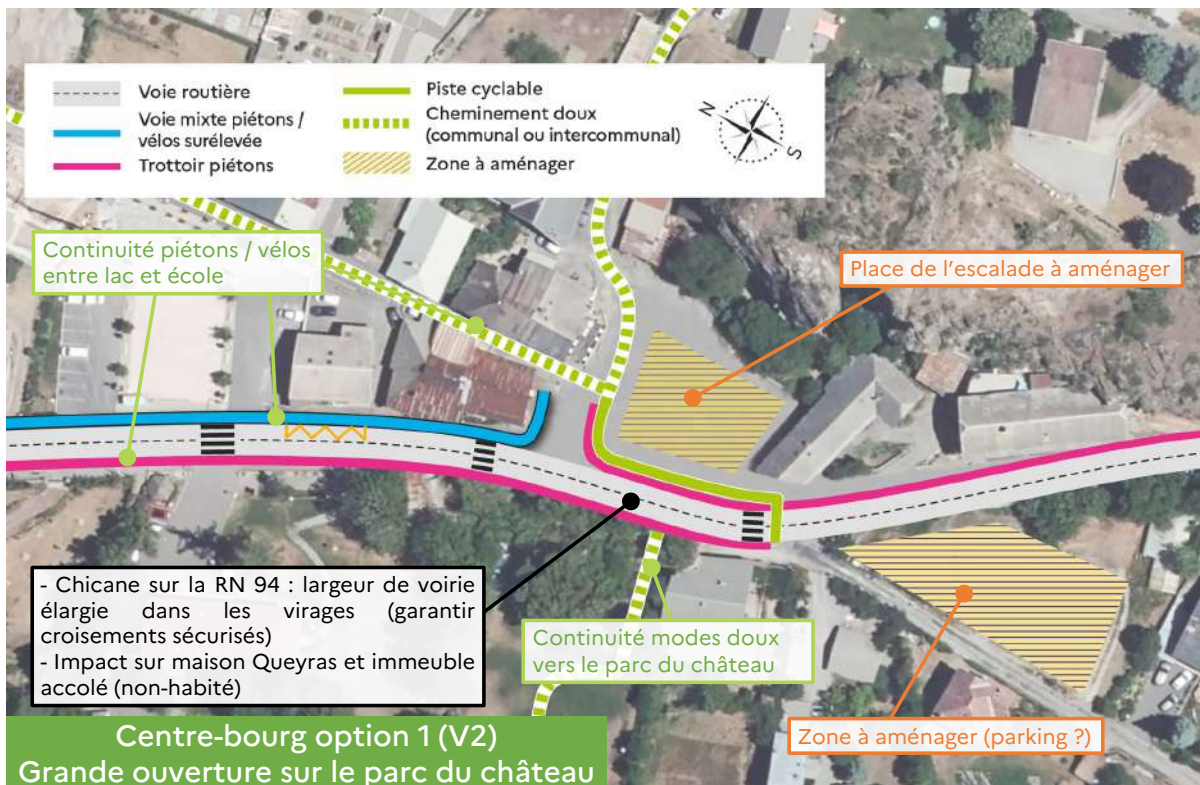 Voie routière
Voie mixte piétons /
vélos surélevée
Trottoir piétons
Piste cyclable
Cheminement doux
(communal ou intercommunal)
Zone à aménager
N
S
Continuité piétons / vélos
entre lac et école
Place de l’escalade à aménager
- Chicane sur la RN 94 : largeur de voirie
élargie dans les virages (garantir
croisements sécurisés)
- Impact sur maison Queyras et immeuble
accolé (non-habité)
Continuité modes doux
vers le parc du château
Zone à aménager (parking ?)
Centre-bourg option 1 (V2)
Grande ouverture sur le parc du château